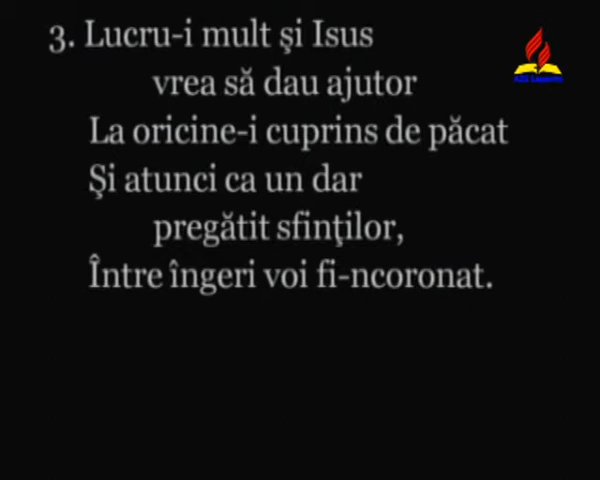 3. Lucru-i mult şi Isus
vrea să dau ajutor
La oricine-i cuprins de păcat
Şi atunci ca un dar
pregătit sfinţilor,
Între îngeri voi fi-ncoronat.